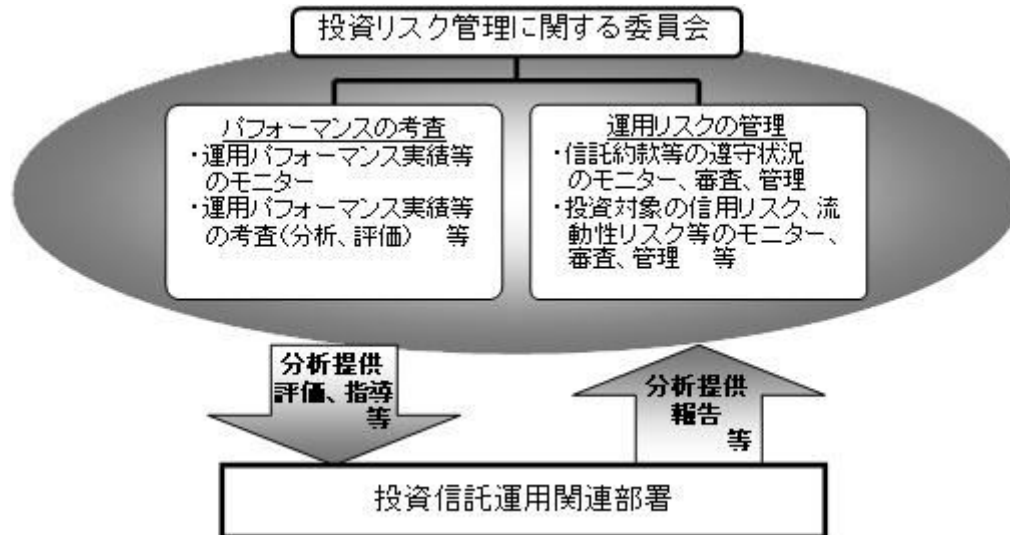 投資リスク管理に関する委員会
パフォーマンスの考査
・運用パフォーマンス実績等
のモニター
・運用パフォーマンス実績等
の考査(分析、評価)　等
運用リスクの管理
・信託約款等の遵守状況
のモニター、審査、管理
・投資対象の信用リスク、流
動性リスク等のモニター、
審査、管理　等
分析提供
評価、指導
等
分析提供
報告
等
投資信託運用関連部署